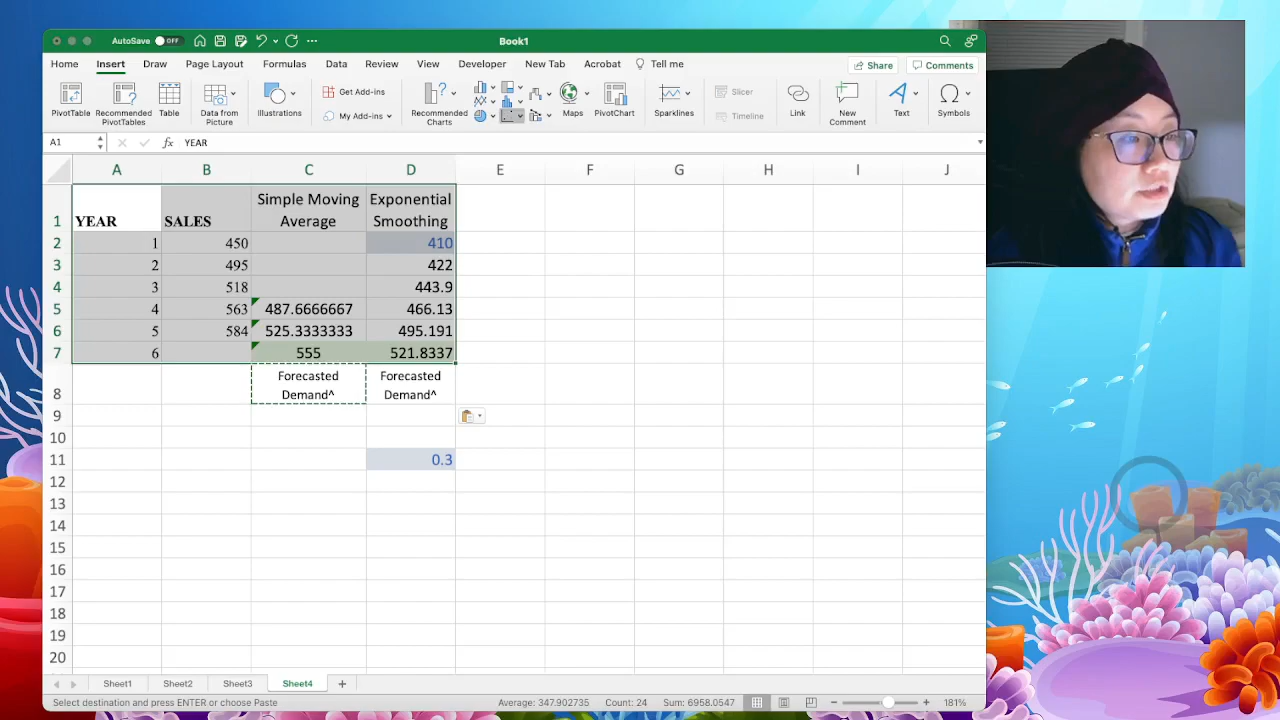 AutoSave OFF
Book1
Home Insert Draw Page Layout Formulas Data Review View Developer New Tab Acrobat Tell me
Share Comments
PivotTable
Recommended
PivotTables
Table
Data from
Picture
Illustrations
Get Add-ins
My Add-ins
Recommended
Charts
Maps
PivotChart
Sparklines
Slicer
Timeline
Link
New
Comment
Text
Symbols
A1 fx YEAR
A B C D E F G H I J
1 YEAR SALES Simple Moving Average Exponential Smoothing
2 1 450 410
3 2 495 422
4 3 518 443.9
5 4 563 487.6666667 466.13
6 5 584 525.3333333 495.191
7 6 555 521.8337
8 Forecasted Demand^ Forecasted Demand^
9
10
11 0.3
12
13
14
15
16
17
18
19
20
Sheet1 Sheet2 Sheet3 Sheet4 +
Select destination and press ENTER or choose Paste Average: 347.902735 Count: 24 Sum: 6958.0547 181%